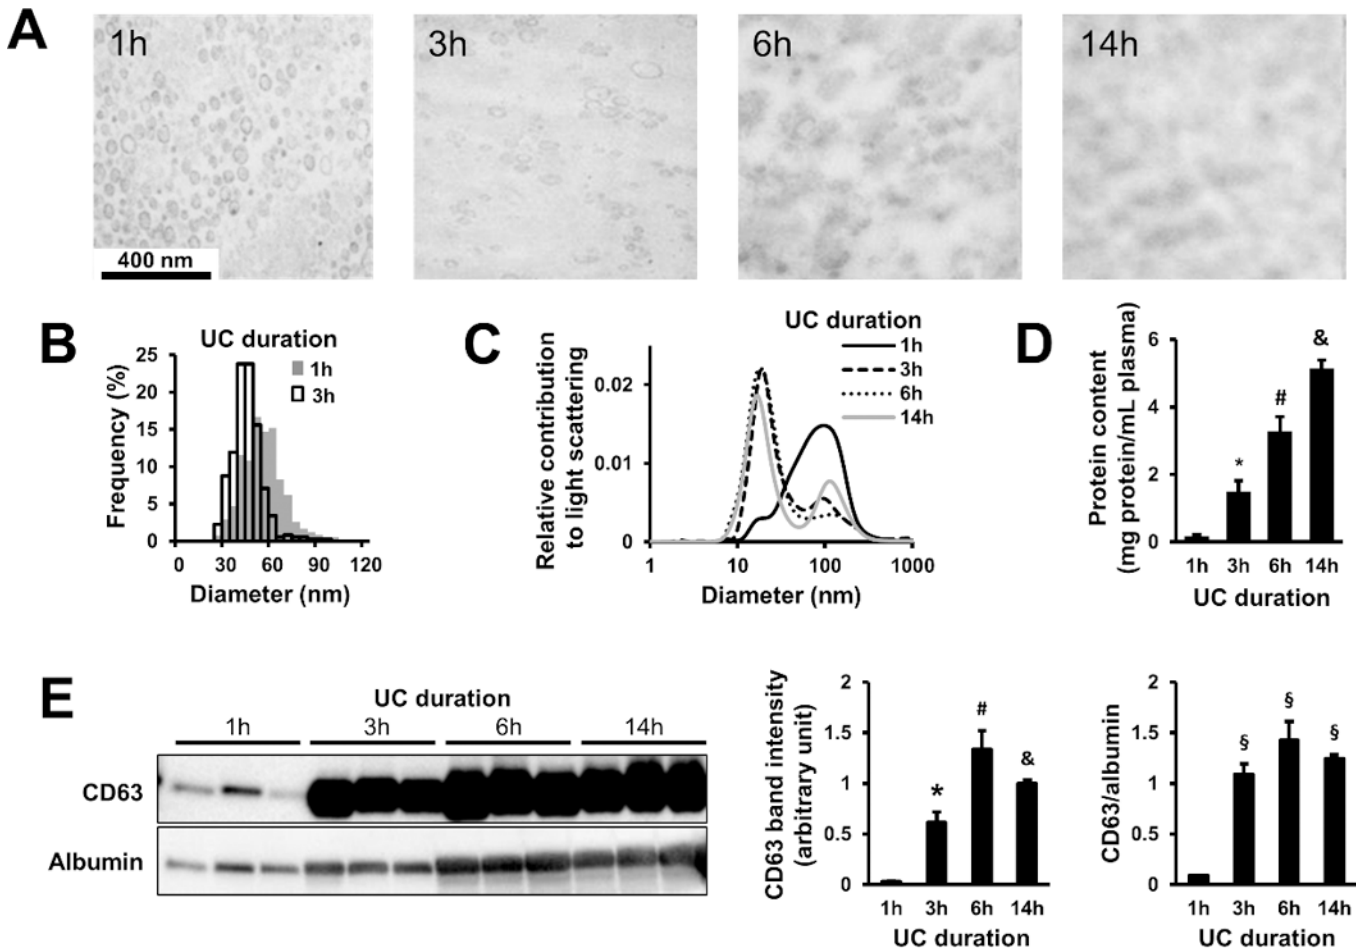 A
1h
3h
6h
14h
400 nm
B
UC duration
1h
3h
Frequency (%)
25
20
15
10
5
0
0 30 60 90 120
Diameter (nm)
C
UC duration
1h
3h
6h
14h
Relative contribution
to light scattering
0.02
0.01
0
1 10 100 1000
Diameter (nm)
D
Protein content
(mg protein/mL plasma)
6
4
2
0
* # &
1h 3h 6h 14h
UC duration
E
UC duration
1h 3h 6h 14h
CD63
Albumin
CD63 band intensity
(arbitrary unit)
2
1.5
1
0.5
0
* # &
1h 3h 6h 14h
UC duration
CD63/albumin
2
1.5
1
0.5
0
§ § §
1h 3h 6h 14h
UC duration